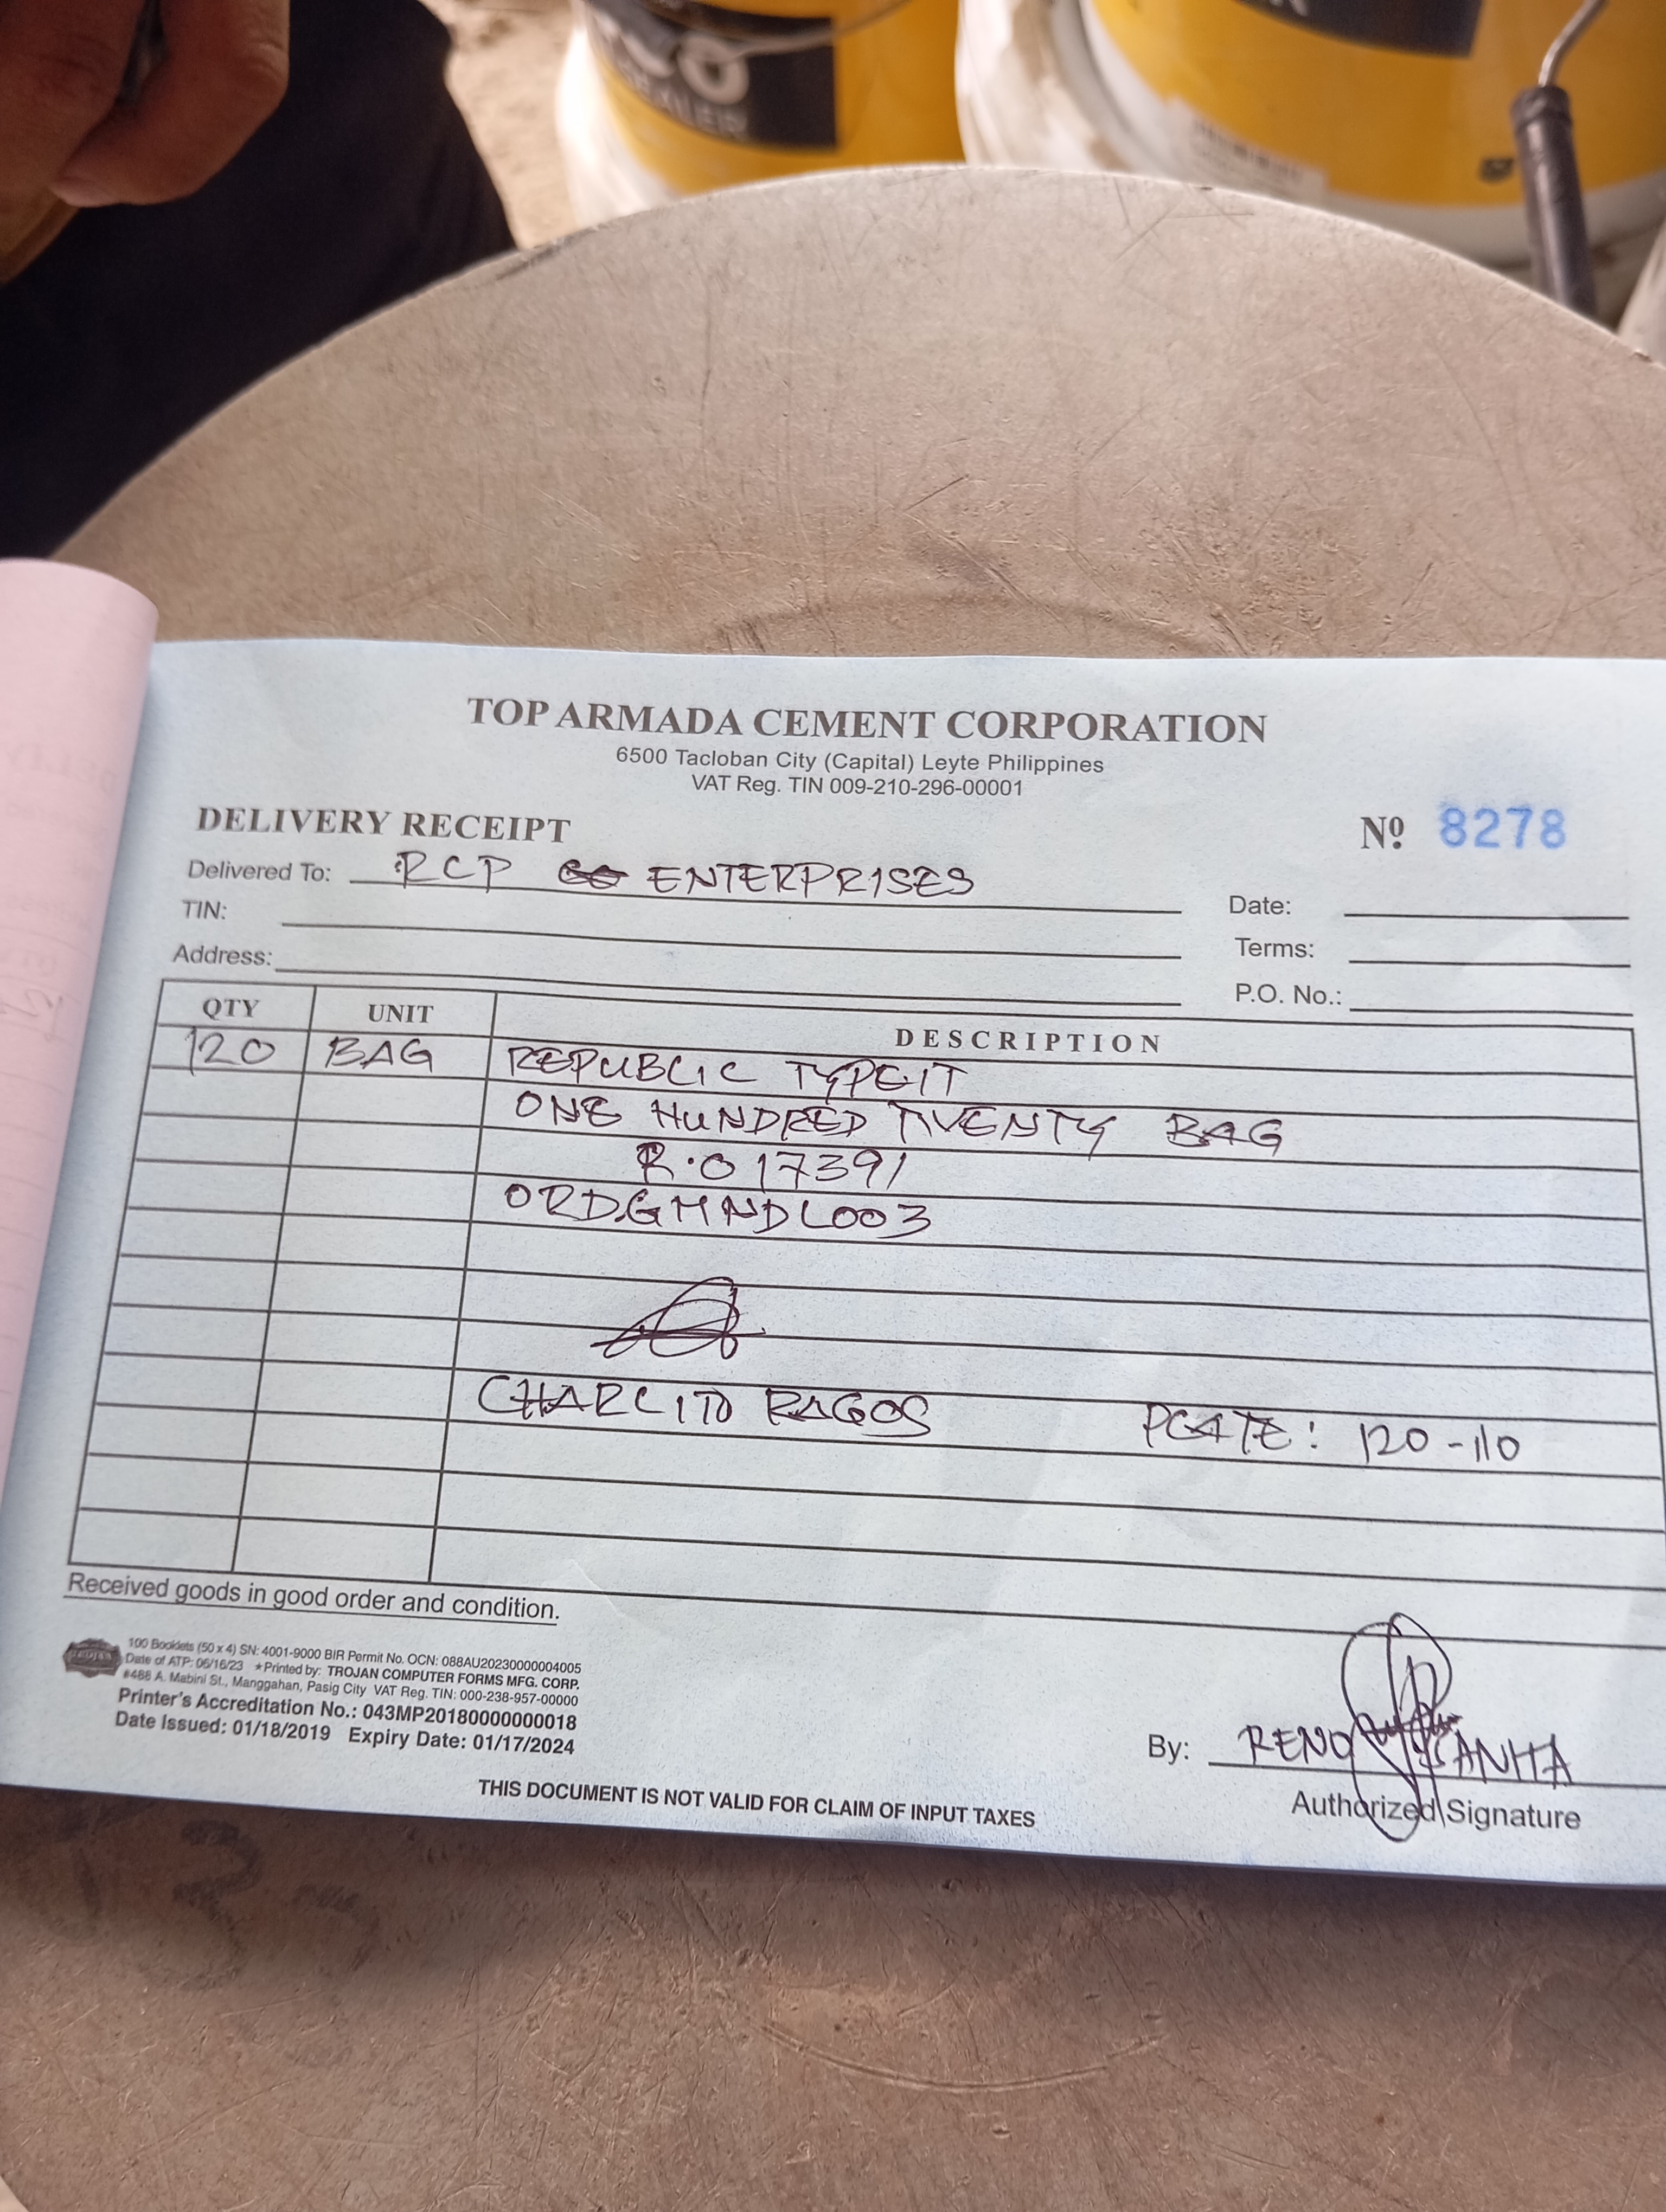 TOP ARMADA CEMENT CORPORATION
6500 Tacloban City (Capital) Leyte Philippines
VAT Reg. TIN 009-210-296-00001
DELIVERY RECEIPT
Nº 8278
Delivered To: RCP ENTERPRISES
TIN:
Address:
Date:
Terms:
P.O. No.:
QTY UNIT DESCRIPTION
120 BAG REPUBLIC TYPE 1T
ONE HUNDRED TWENTY BAG
R.O 17391
ORD.GMNDL003
CHARLITO RAGOS PLATE: 120-110
Received goods in good order and condition.
100 Booklets (50 x 4) SN: 4001-9000 BIR Permit No. OCN: 088AU20230000004005
Date of ATP: 06/16/23 ★Printed by: TROJAN COMPUTER FORMS MFG. CORP.
#488 A. Mabini St., Manggahan, Pasig City VAT Reg. TIN: 000-238-957-00000
Printer's Accreditation No.: 043MP20180000000018
Date Issued: 01/18/2019 Expiry Date: 01/17/2024
By: RENO
Authorized Signature
THIS DOCUMENT IS NOT VALID FOR CLAIM OF INPUT TAXES